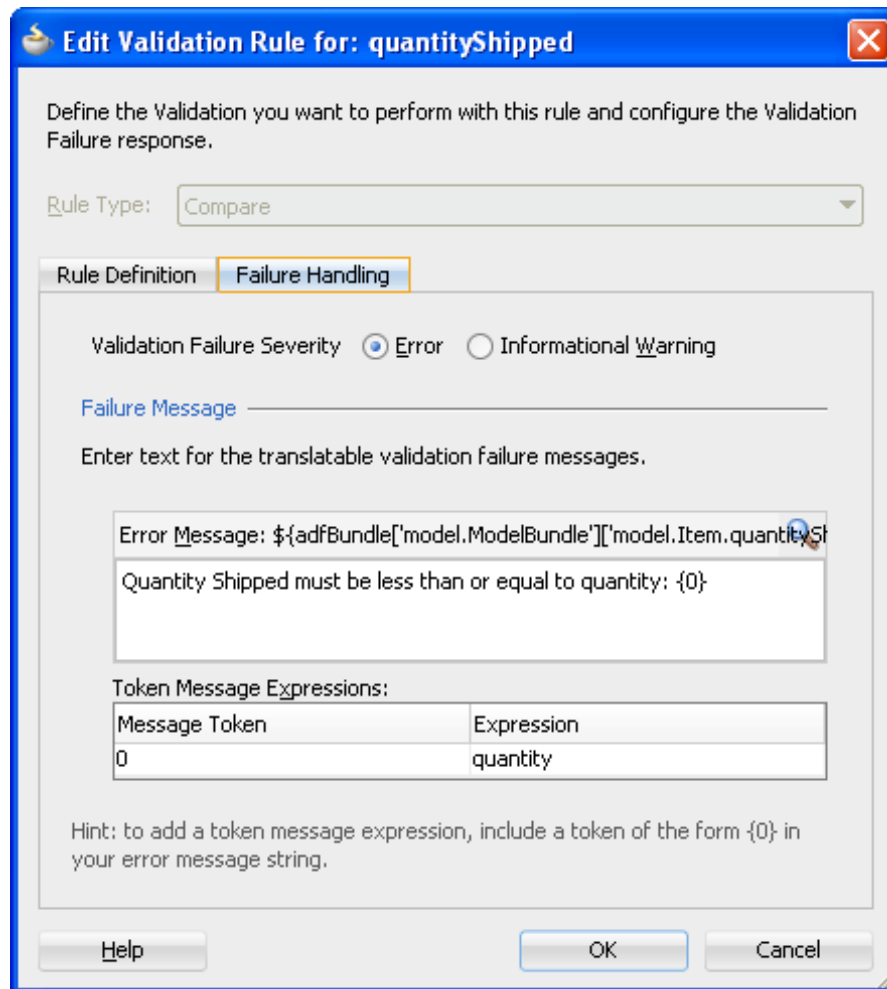 Edit Validation Rule for: quantityShipped
Define the Validation you want to perform with this rule and configure the Validation
Failure response.
Rule Type: Compare
Rule Definition Failure Handling
Validation Failure Severity Error Informational Warning
Failure Message
Enter text for the translatable validation failure messages.
Error Message: ${adfBundle['model.ModelBundle']['model.Item.quantitySh
Quantity Shipped must be less than or equal to quantity: {0}
Token Message Expressions:
Message Token Expression
0 quantity
Hint: to add a token message expression, include a token of the form {0} in
your error message string.
Help OK Cancel